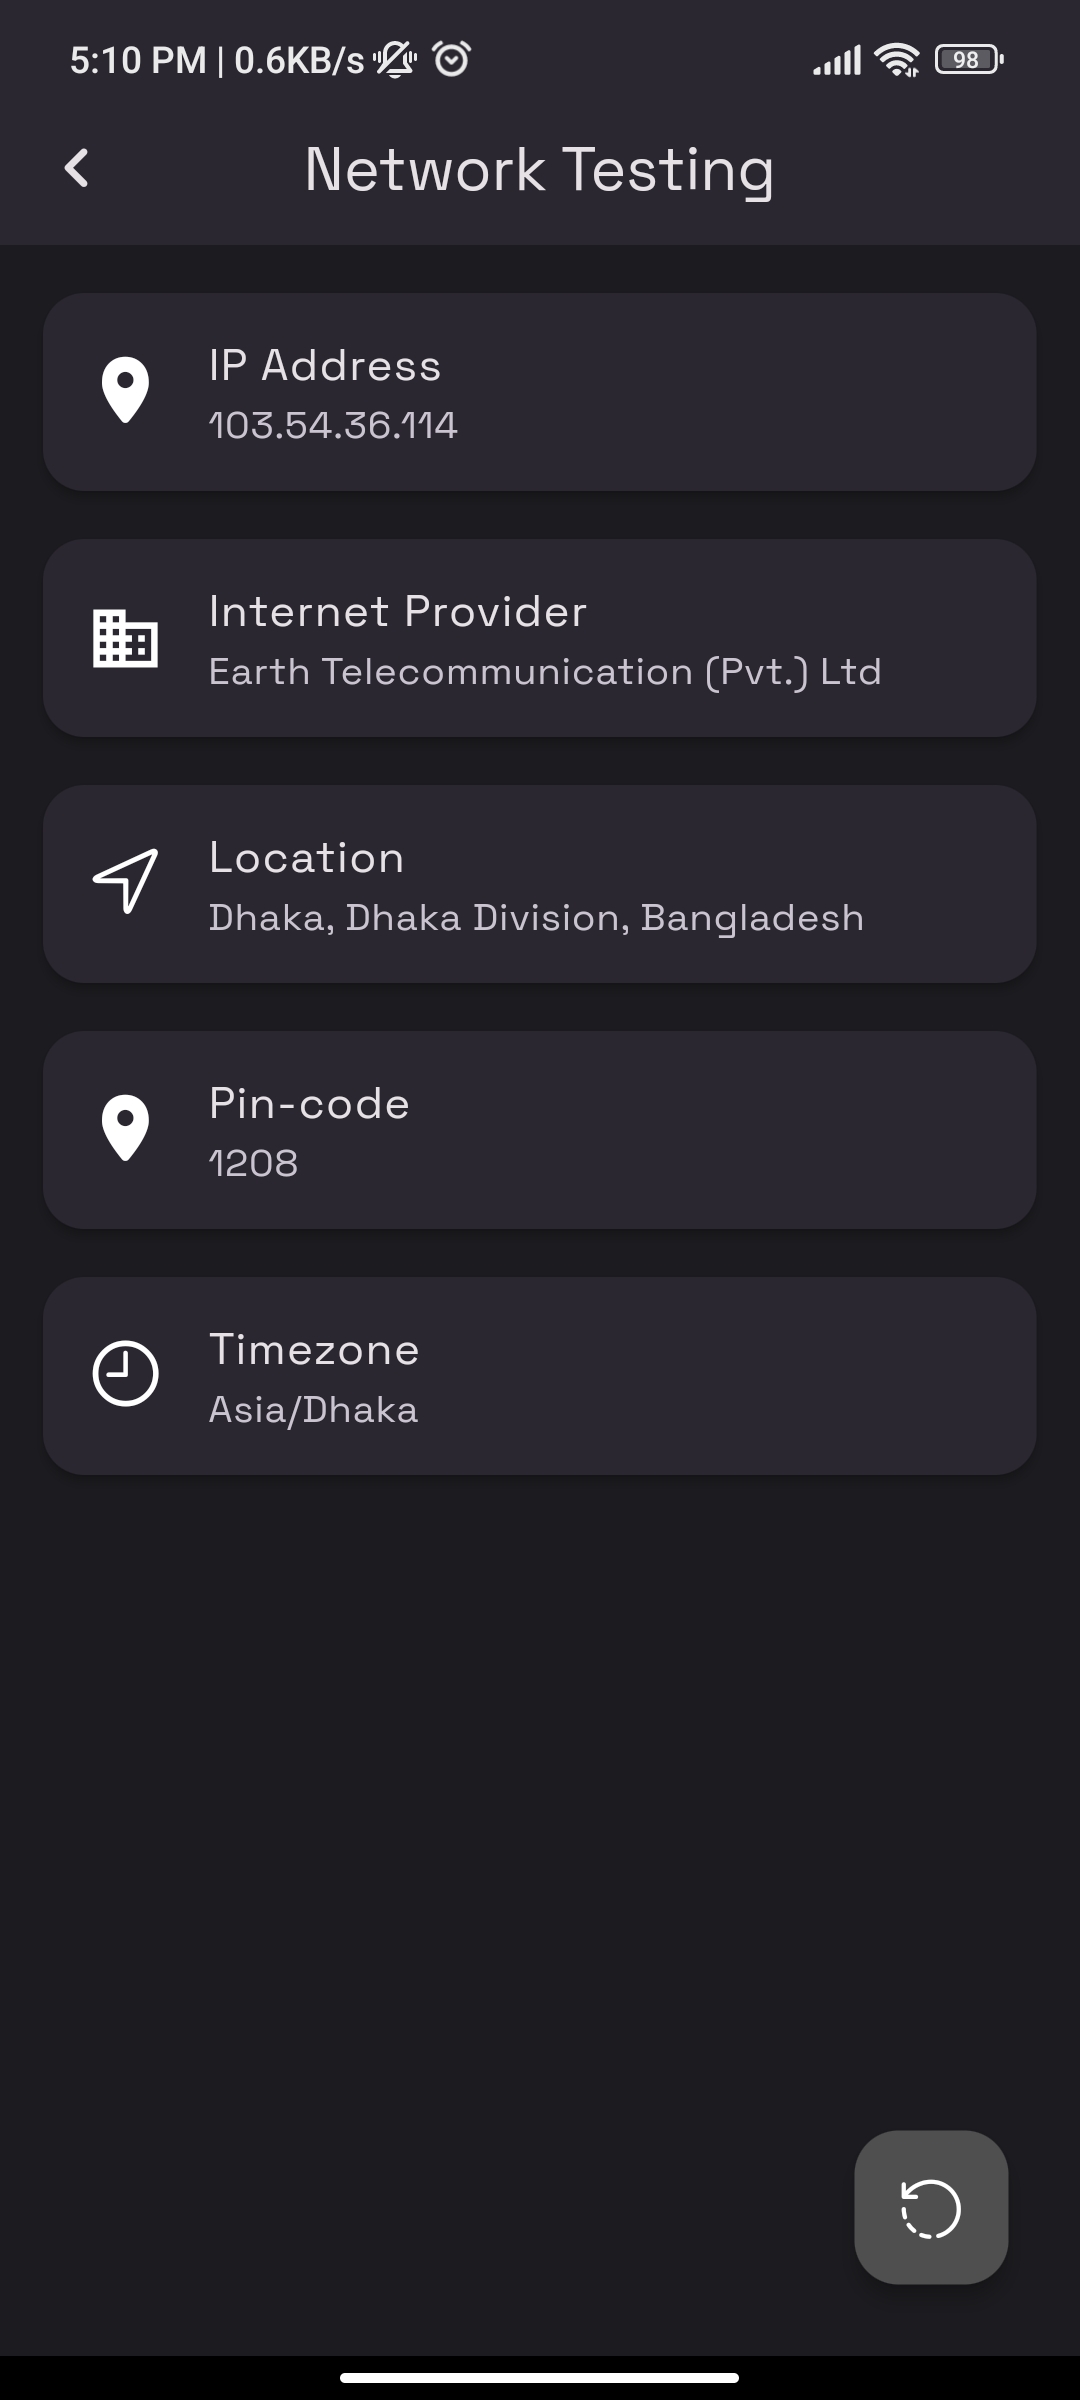 5:10 PM | 0.6KB/s 98
Network Testing
IP Address
103.54.36.114
Internet Provider
Earth Telecommunication (Pvt.) Ltd
Location
Dhaka, Dhaka Division, Bangladesh
Pin-code
1208
Timezone
Asia/Dhaka